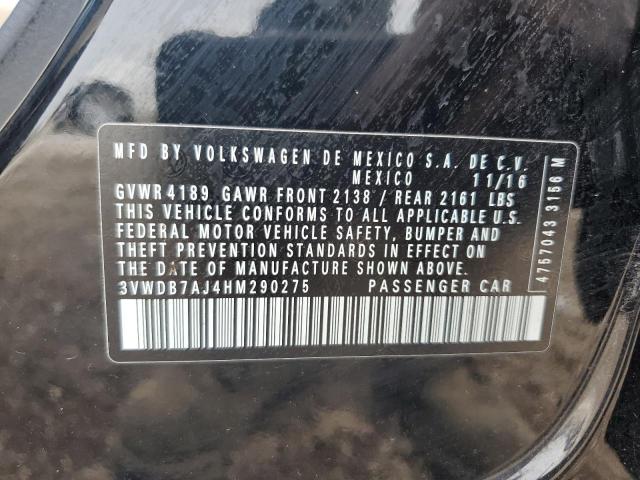 MFD BY VOLKSWAGEN DE MEXICO S.A. DE C.V.
MEXICO 11/16
GVWR 4189 GAWR FRONT 2138 / REAR 2161 LBS
THIS VEHICLE CONFORMS TO ALL APPLICABLE U.S.
FEDERAL MOTOR VEHICLE SAFETY, BUMPER AND
THEFT PREVENTION STANDARDS IN EFFECT ON
THE DATE OF MANUFACTURE SHOWN ABOVE.
3VWDB7AJ4HM290275 PASSENGER CAR
4757043 3156 M